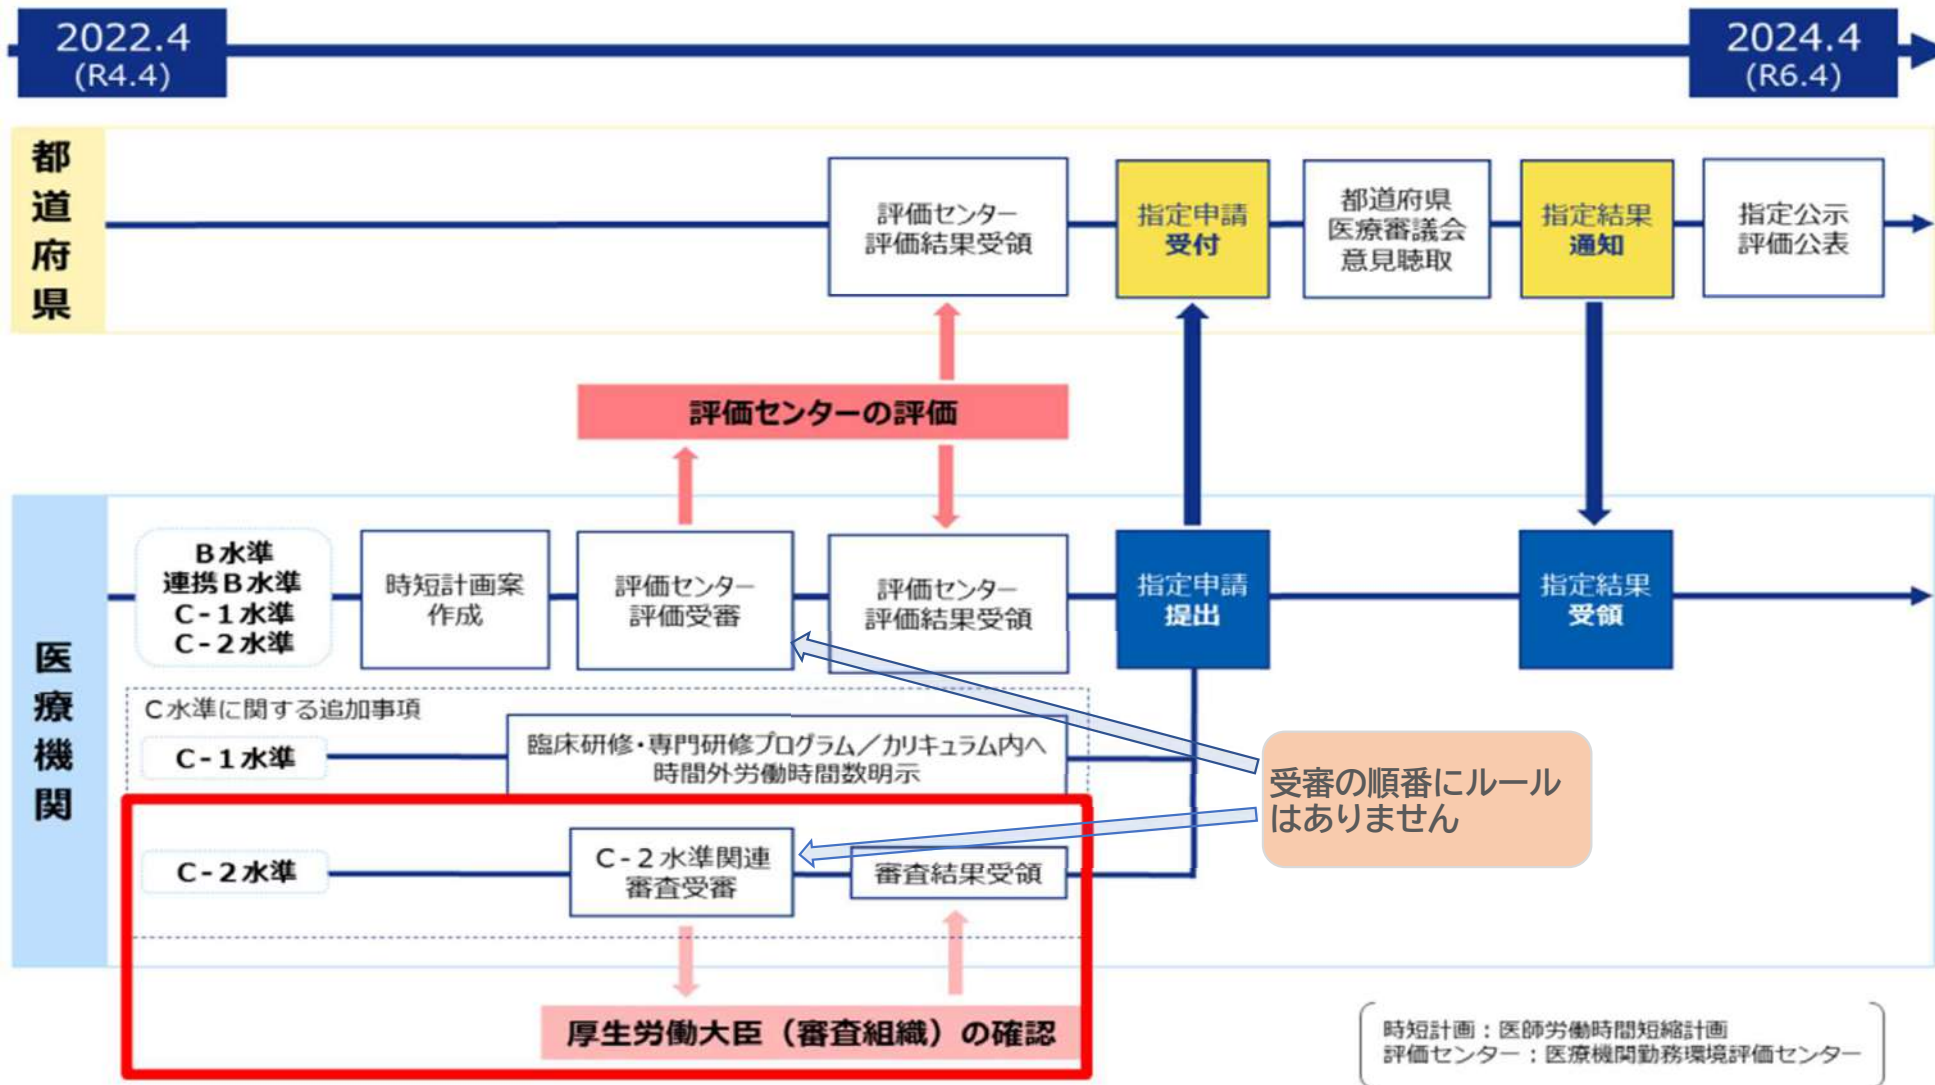 2022.4
(R4.4)
2024.4
(R6.4)
都道府県
評価センター
評価結果受領
指定申請
受付
都道府県
医療審議会
意見聴取
指定結果
通知
指定公示
評価公表
評価センターの評価
医療機関
B水準
連携B水準
C-1水準
C-2水準
時短計画案
作成
評価センター
評価受審
評価センター
評価結果受領
指定申請
提出
指定結果
受領
C水準に関する追加事項
C-1水準
臨床研修・専門研修プログラム/カリキュラム内へ
時間外労働時間数明示
受審の順番にルール
はありません
C-2水準
C-2水準関連
審査受審
審査結果受領
厚生労働大臣(審査組織)の確認
時短計画:医師労働時間短縮計画
評価センター:医療機関勤務環境評価センター